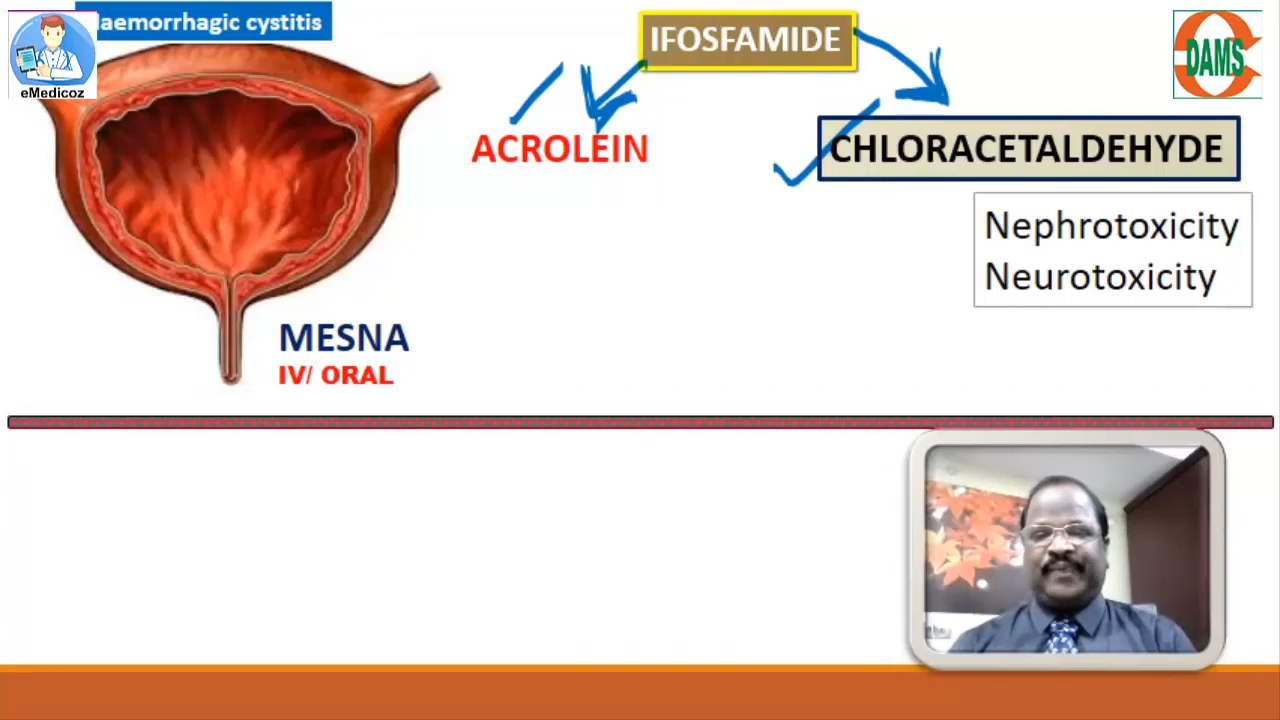 aemorrhagic cystitis
eMedicoz
IFOSFAMIDE
DAMS
ACROLEIN
CHLORACETALDEHYDE
Nephrotoxicity
Neurotoxicity
MESNA
IV/ ORAL